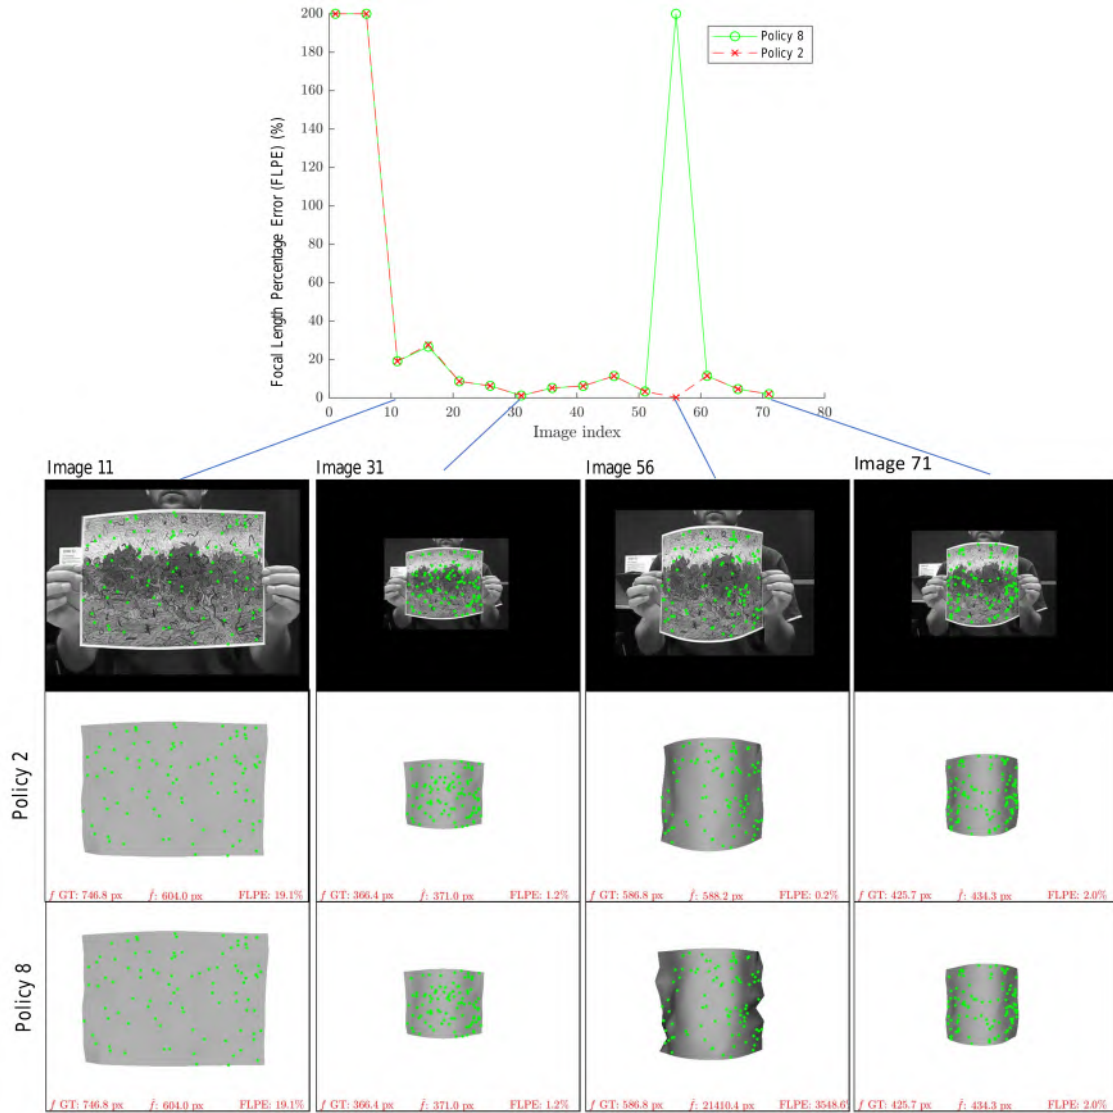 200
180
160
140
120
100
80
60
40
20
0
Focal Length Percentage Error (FLPE) (%)
Policy 8
Policy 2
0 10 20 30 40 50 60 70 80
Image index
Image 11 Image 31 Image 56 Image 71
Policy 2
f GT: 746.8 px f̂: 604.0 px FLPE: 19.1%
f GT: 366.4 px f̂: 371.0 px FLPE: 1.2%
f GT: 586.8 px f̂: 588.2 px FLPE: 0.2%
f GT: 425.7 px f̂: 434.3 px FLPE: 2.0%
Policy 8
f GT: 746.8 px f̂: 604.0 px FLPE: 19.1%
f GT: 366.4 px f̂: 371.0 px FLPE: 1.2%
f GT: 586.8 px f̂: 21410.4 px FLPE: 3548.6%
f GT: 425.7 px f̂: 434.3 px FLPE: 2.0%